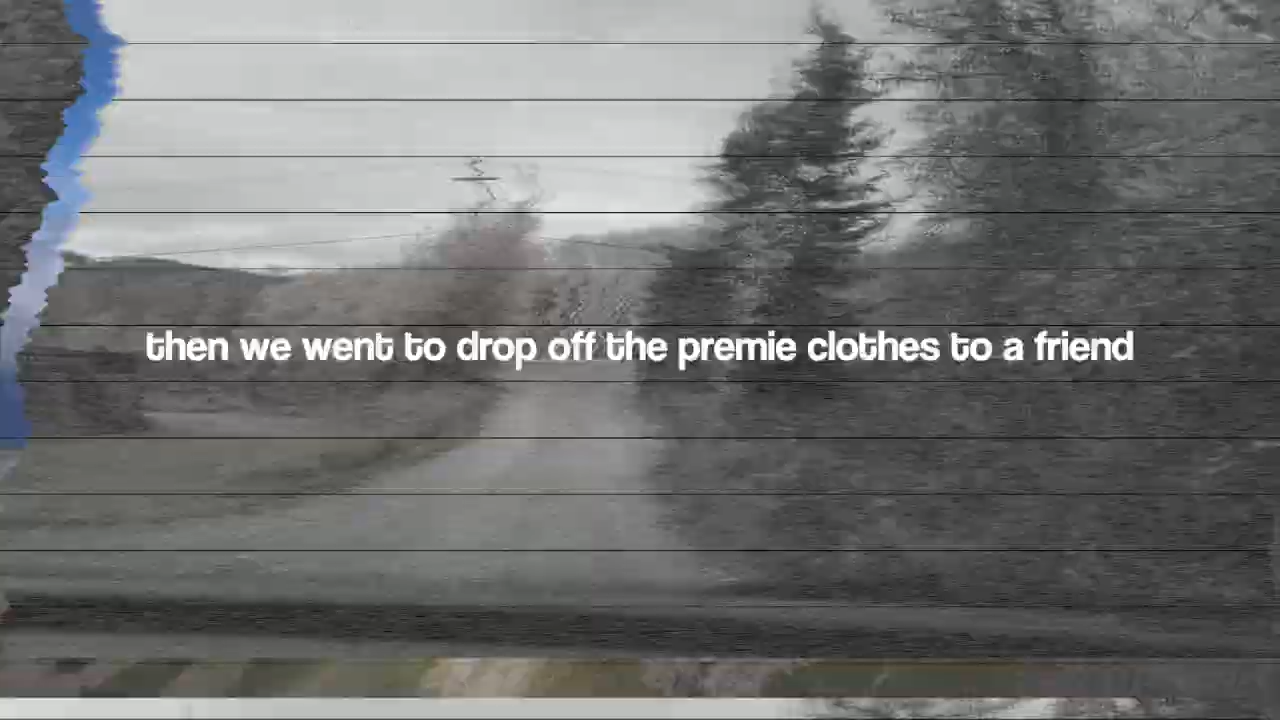 then we went to drop off the premie clothes to a friend